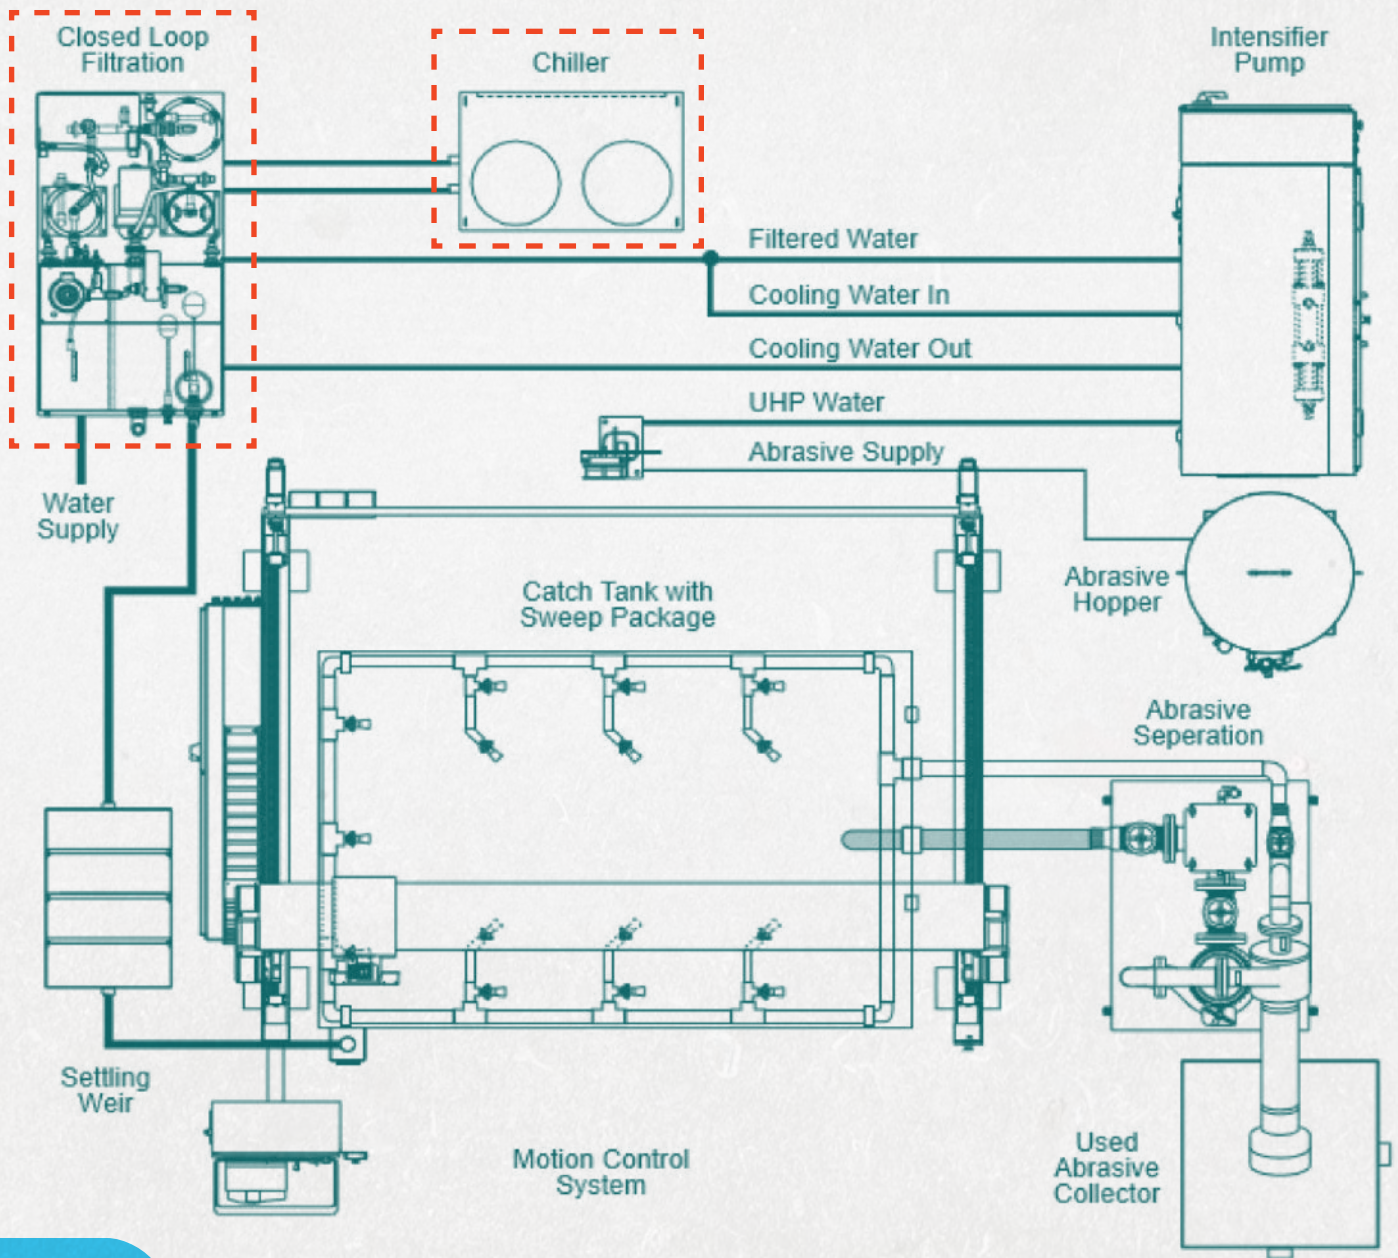 Closed Loop
Filtration
Chiller
Intensifier
Pump
Filtered Water
Cooling Water In
Cooling Water Out
UHP Water
Abrasive Supply
Water
Supply
Catch Tank with
Sweep Package
Abrasive
Hopper
Abrasive
Seperation
Settling
Weir
Motion Control
System
Used
Abrasive
Collector